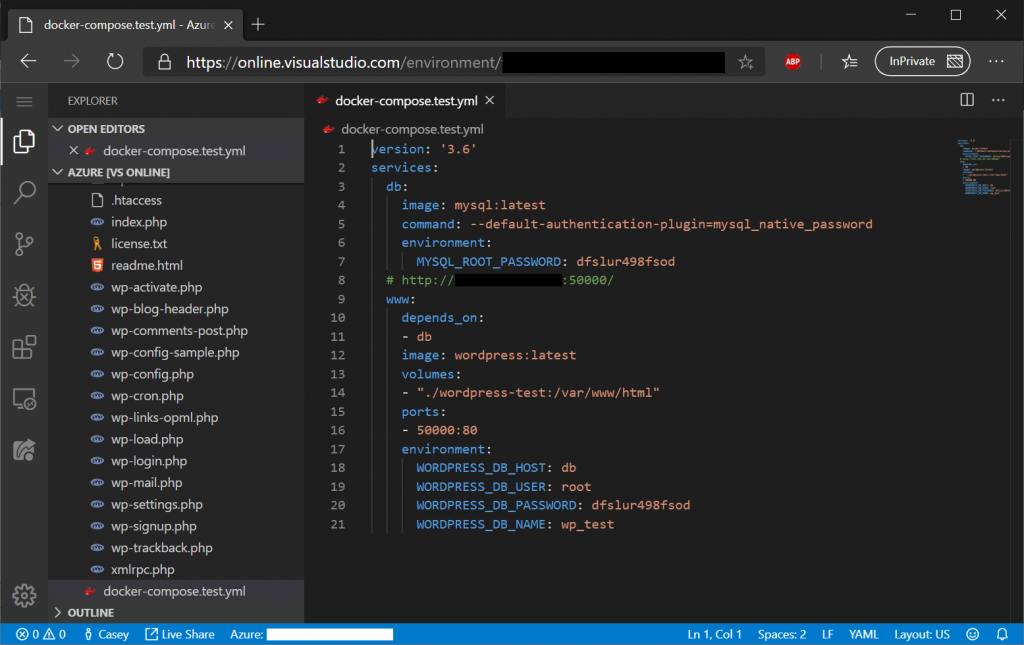 docker-compose.test.yml - Azure
https://online.visualstudio.com/environment/
ABP
InPrivate
EXPLORER
OPEN EDITORS
docker-compose.test.yml
AZURE [VS ONLINE]
.htaccess
index.php
license.txt
readme.html
wp-activate.php
wp-blog-header.php
wp-comments-post.php
wp-config-sample.php
wp-config.php
wp-cron.php
wp-links-opml.php
wp-load.php
wp-login.php
wp-mail.php
wp-settings.php
wp-signup.php
wp-trackback.php
xmlrpc.php
docker-compose.test.yml
OUTLINE
docker-compose.test.yml
docker-compose.test.yml
1 version: '3.6'
2 services:
3 db:
4 image: mysql:latest
5 command: --default-authentication-plugin=mysql_native_password
6 environment:
7 MYSQL_ROOT_PASSWORD: dfslur498fsod
8 # http:// :50000/
9 www:
10 depends_on:
11 - db
12 image: wordpress:latest
13 volumes:
14 - "./wordpress-test:/var/www/html"
15 ports:
16 - 50000:80
17 environment:
18 WORDPRESS_DB_HOST: db
19 WORDPRESS_DB_USER: root
20 WORDPRESS_DB_PASSWORD: dfslur498fsod
21 WORDPRESS_DB_NAME: wp_test
0 0 Casey Live Share Azure: Ln 1, Col 1 Spaces: 2 LF YAML Layout: US